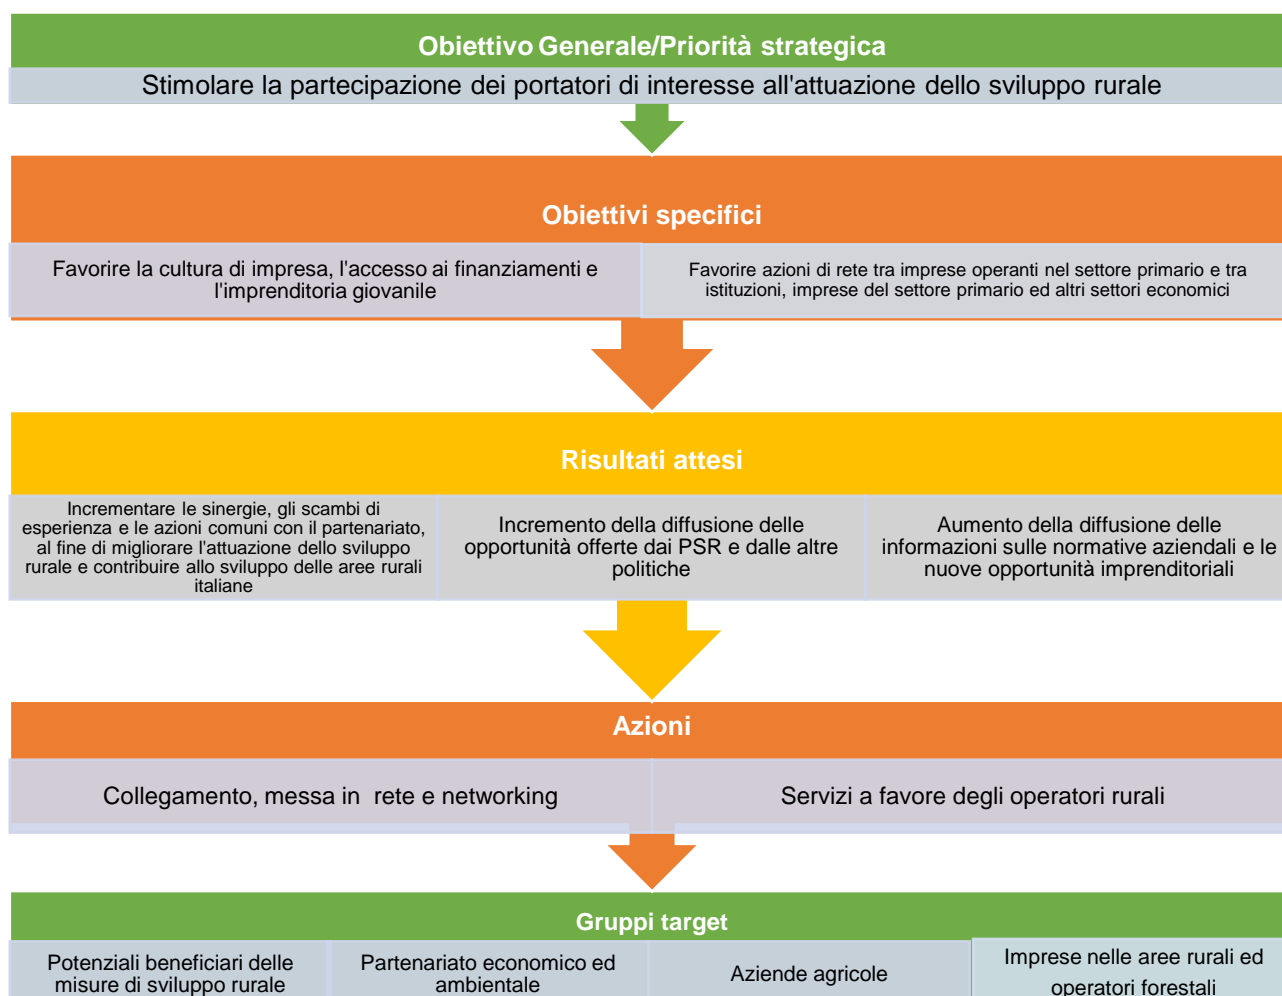 Obiettivo Generale/Priorità strategica
Stimolare la partecipazione dei portatori di interesse all'attuazione dello sviluppo rurale
Obiettivi specifici
Favorire la cultura di impresa, l'accesso ai finanziamenti e
l'imprenditoria giovanile
Favorire azioni di rete tra imprese operanti nel settore primario e tra
istituzioni, imprese del settore primario ed altri settori economici
Risultati attesi
Incrementare le sinergie, gli scambi di
esperienza e le azioni comuni con il partenariato,
al fine di migliorare l'attuazione dello sviluppo
rurale e contribuire allo sviluppo delle aree rurali
italiane
Incremento della diffusione delle
opportunità offerte dai PSR e dalle altre
politiche
Aumento della diffusione delle
informazioni sulle normative aziendali e le
nuove opportunità imprenditoriali
Azioni
Collegamento, messa in rete e networking
Servizi a favore degli operatori rurali
Gruppi target
Potenziali beneficiari delle
misure di sviluppo rurale
Partenariato economico ed
ambientale
Aziende agricole
Imprese nelle aree rurali ed
operatori forestali